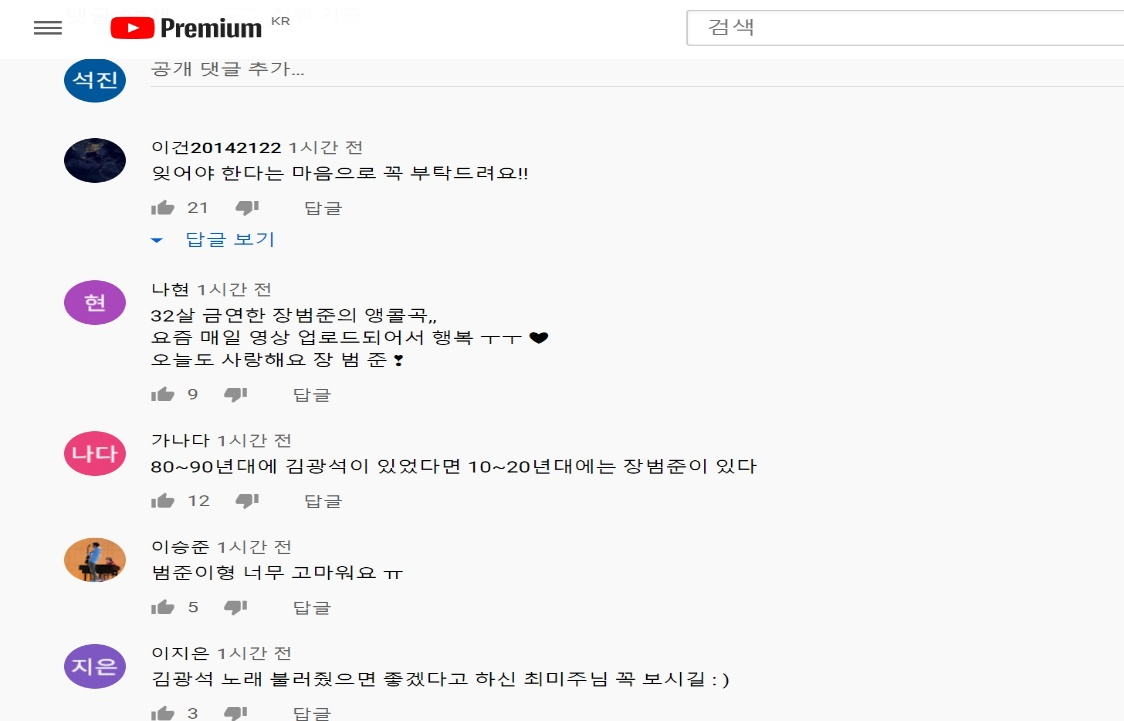 Premium KR
검색
석진
공개 댓글 추가...
이건20142122 1시간 전
잊어야 한다는 마음으로 꼭 부탁드려요!!
21 답글
답글 보기
현
나현 1시간 전
32살 금연한 장범준의 앵콜곡,,
요즘 매일 영상 업로드되어서 행복 ㅜㅜ ❤
오늘도 사랑해요 장 범 준 ❣
9 답글
나다
가나다 1시간 전
80~90년대에 김광석이 있었다면 10~20년대에는 장범준이 있다
12 답글
이승준 1시간 전
범준이형 너무 고마워요 ㅠ
5 답글
지은
이지은 1시간 전
김광석 노래 불러줬으면 좋겠다고 하신 최미주님 꼭 보시길 : )
3 답글